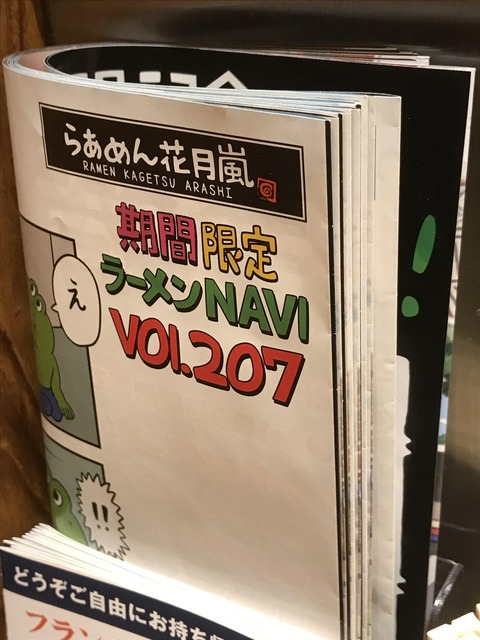 らあめん花月嵐
RAMEN KAGETSU ARASHI
期間限定
ラーメンNAVI
VOl.207
え
!!
どうぞご自由にお持ち
フラン